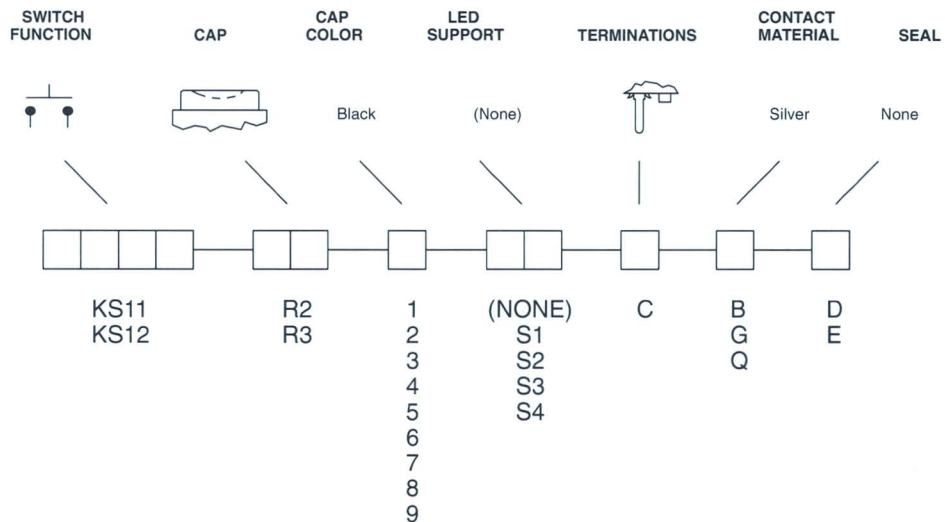 SWITCH FUNCTION
CAP
CAP COLOR
LED SUPPORT
TERMINATIONS
CONTACT MATERIAL
SEAL
Black
(None)
Silver
None
KS11 R2 1 (NONE) C B D
KS12 R3 2 S1 G E
3 S2 Q
4 S3
5 S4
6
7
8
9